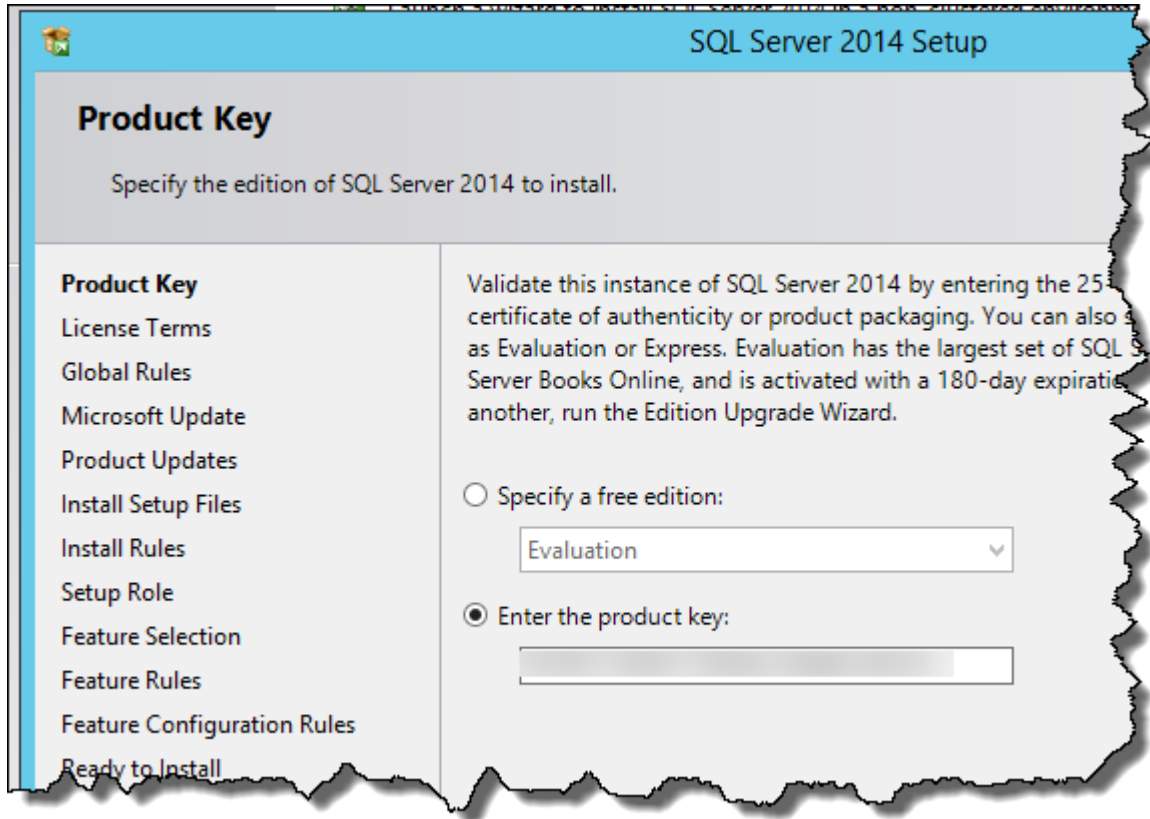 SQL Server 2014 Setup
Product Key
Specify the edition of SQL Server 2014 to install.
Product Key
License Terms
Global Rules
Microsoft Update
Product Updates
Install Setup Files
Install Rules
Setup Role
Feature Selection
Feature Rules
Feature Configuration Rules
Ready to Install
Validate this instance of SQL Server 2014 by entering the 25-
certificate of authenticity or product packaging. You can also
as Evaluation or Express. Evaluation has the largest set of SQL
Server Books Online, and is activated with a 180-day
another, run the Edition Upgrade Wizard.
Specify a free edition:
Evaluation
Enter the product key: